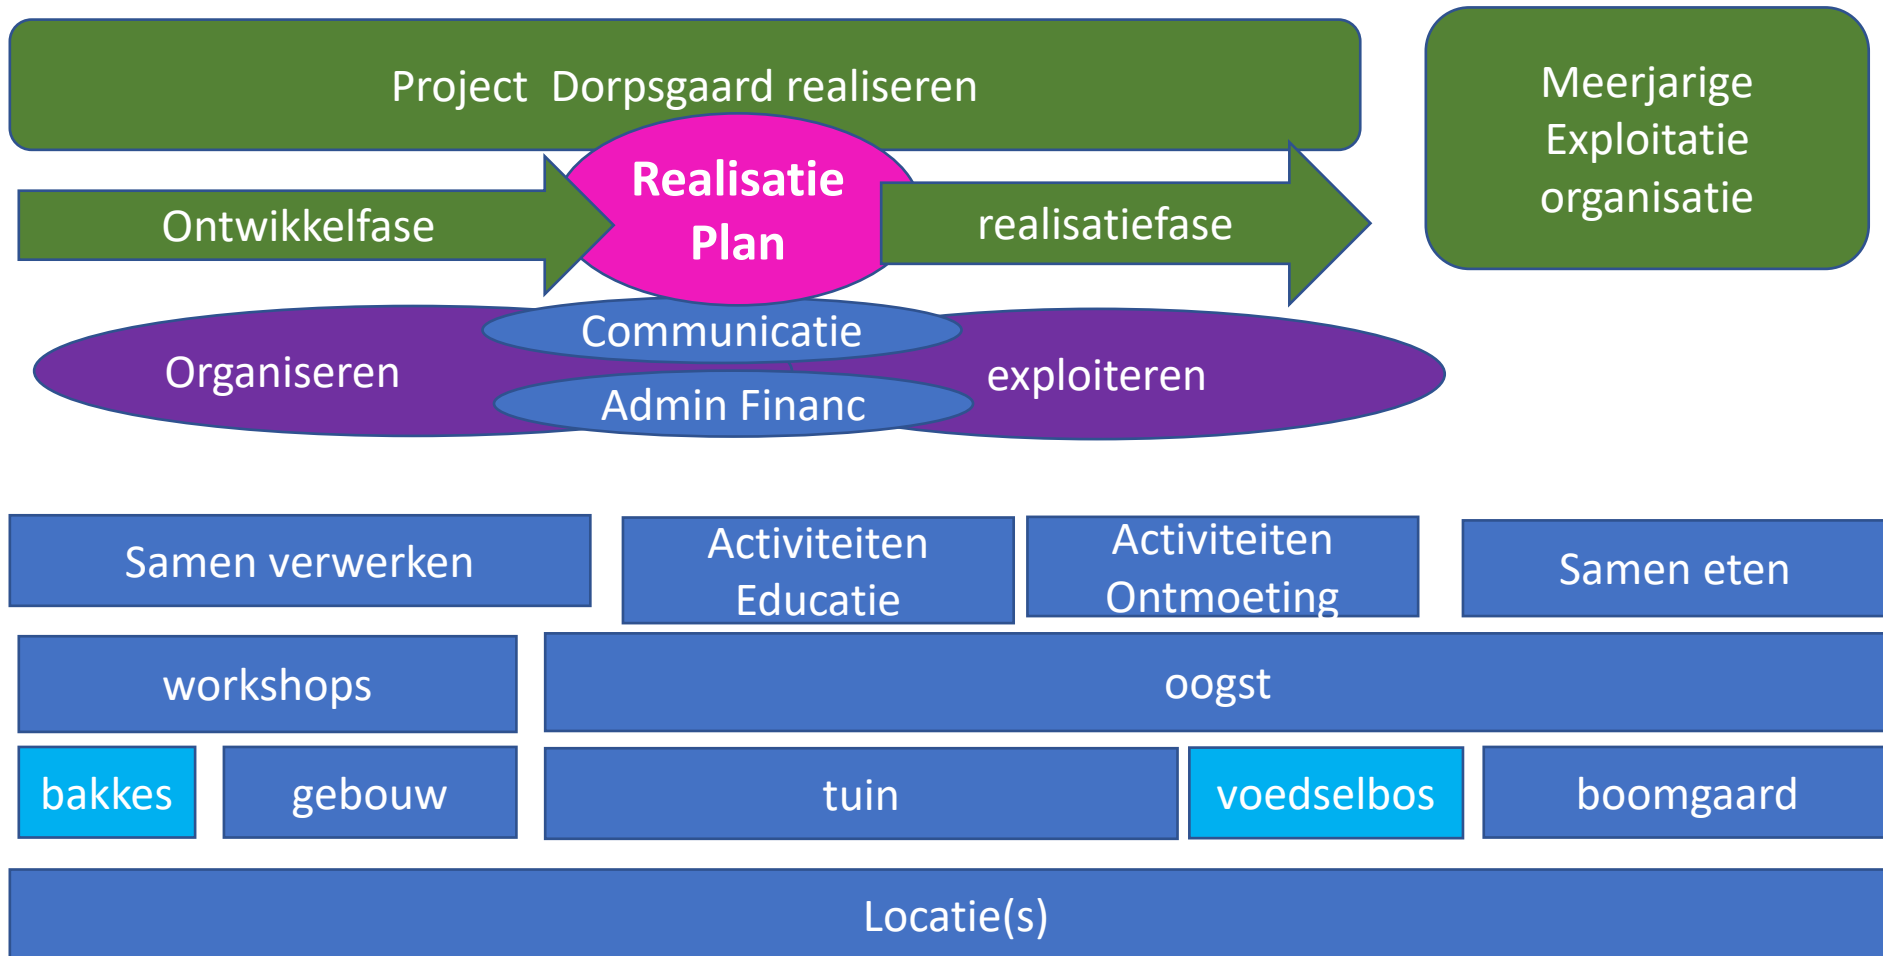 Project  Dorpsgaard realiseren
Meerjarige
Exploitatie
organisatie
Realisatie
Plan
Ontwikkelfase
realisatiefase
Communicatie
Organiseren
exploiteren
Admin Financ
Samen verwerken
Activiteiten
Educatie
Activiteiten
Ontmoeting
Samen eten
workshops
oogst
bakkes
gebouw
tuin
voedselbos
boomgaard
Locatie(s)